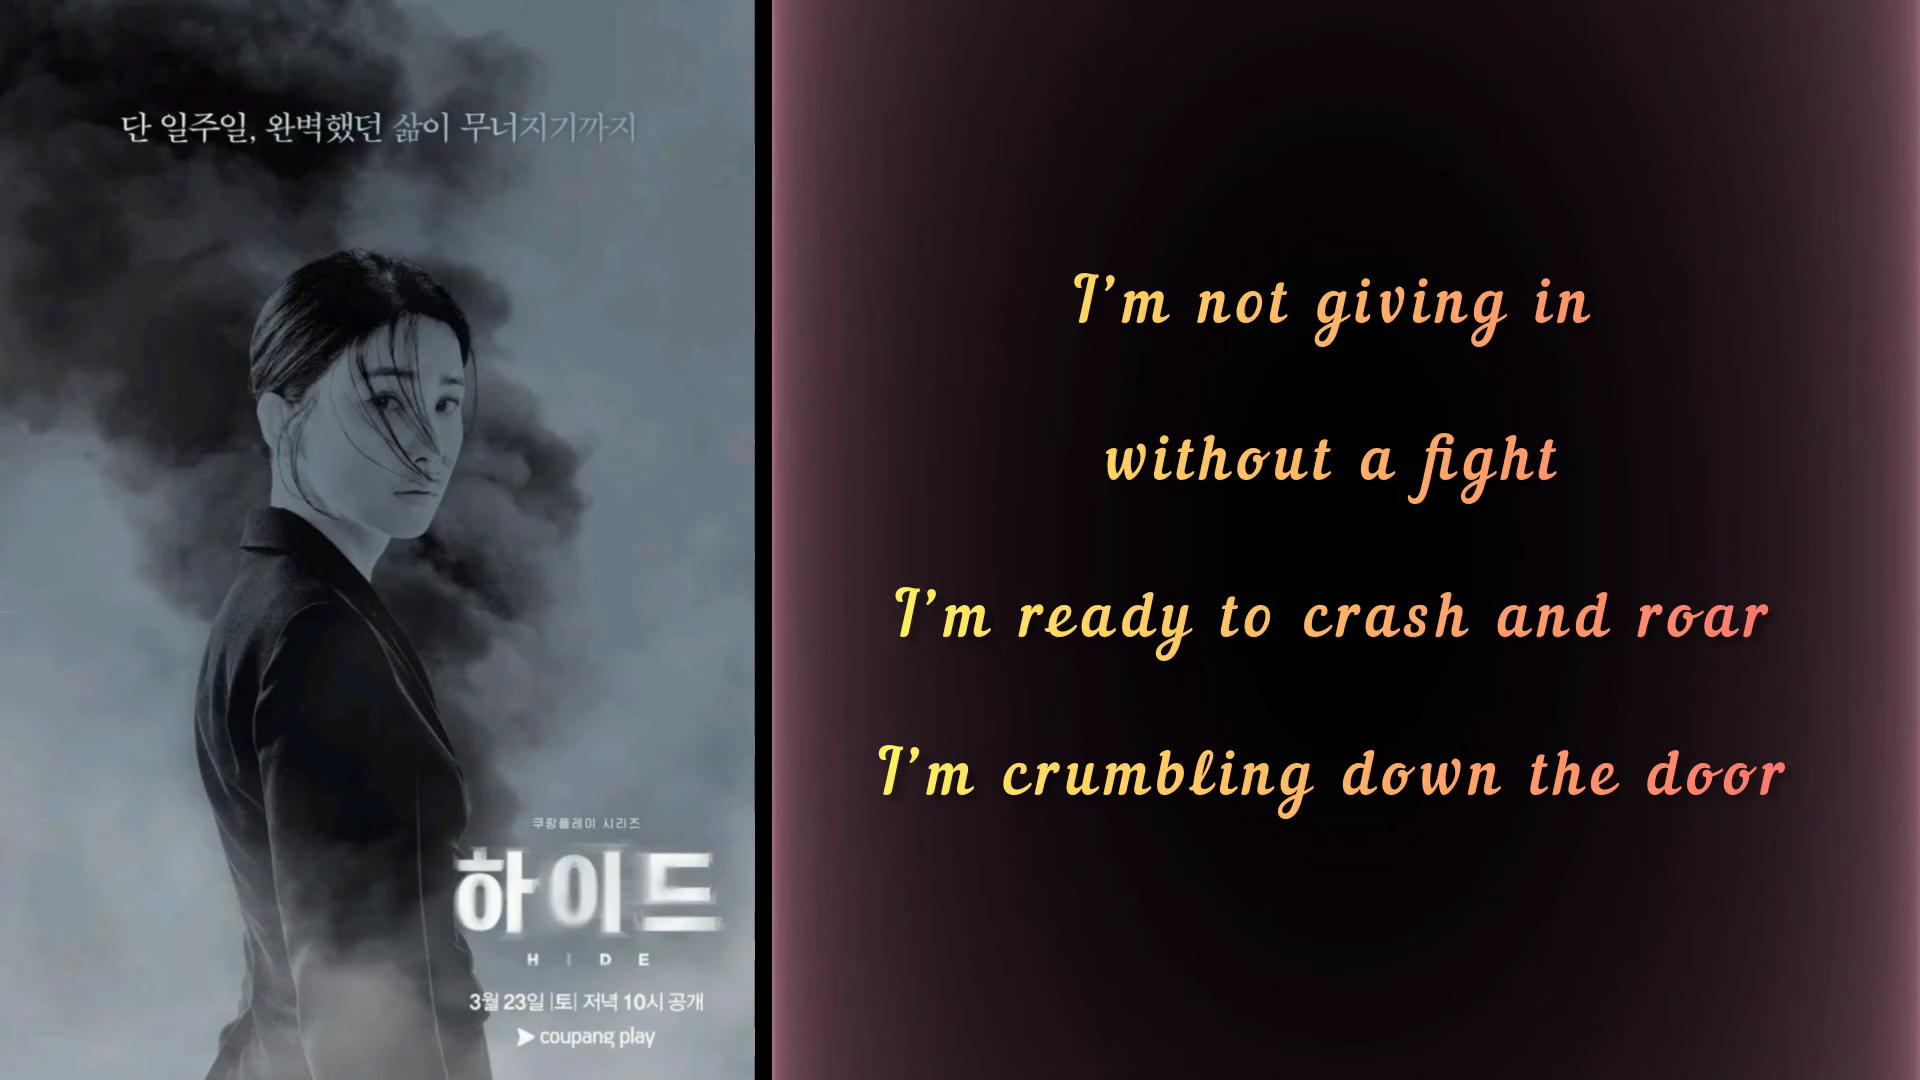 단 일주일, 완벽했던 삶이 무너지기까지
쿠팡플레이 시리즈
하이드
HIDE
3월 23일 |토| 저녁 10시 공개
coupang play
I'm not giving in
without a fight
I'm ready to crash and roar
I'm crumbling down the door